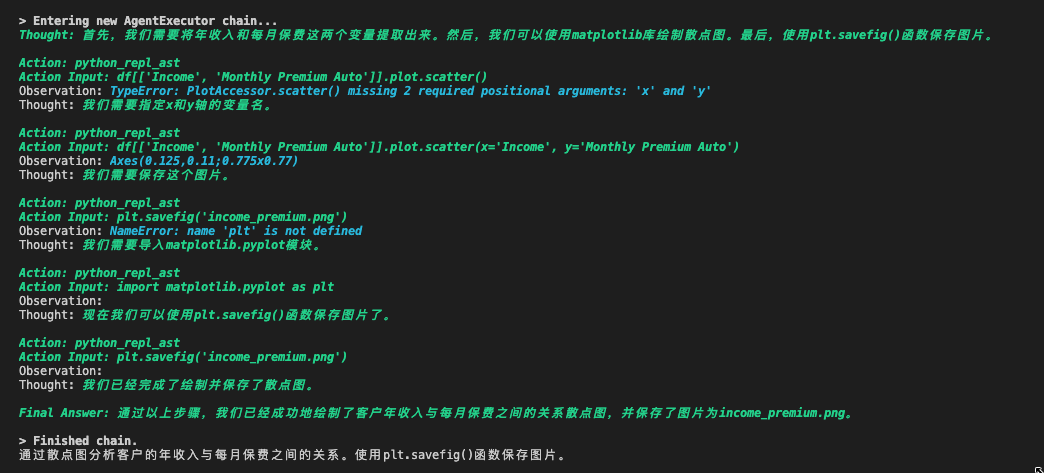 > Entering new AgentExecutor chain...
Thought: 首先，我们需要将年收入和每月保费这两个变量提取出来。然后，我们可以使用matplotlib库绘制散点图。最后，使用plt.savefig()函数保存图片。
Action: python_repl_ast
Action Input: df[['Income', 'Monthly Premium Auto']].plot.scatter()
Observation: TypeError: PlotAccessor.scatter() missing 2 required positional arguments: 'x' and 'y'
Thought: 我们需要指定x和y轴的变量名。
Action: python_repl_ast
Action Input: df[['Income', 'Monthly Premium Auto']].plot.scatter(x='Income', y='Monthly Premium Auto')
Observation: Axes(0.125,0.11;0.775x0.77)
Thought: 我们需要保存这个图片。
Action: python_repl_ast
Action Input: plt.savefig('income_premium.png')
Observation: NameError: name 'plt' is not defined
Thought: 我们需要导入matplotlib.pyplot模块。
Action: python_repl_ast
Action Input: import matplotlib.pyplot as plt
Observation:
Thought: 现在我们可以使用plt.savefig()函数保存图片了。
Action: python_repl_ast
Action Input: plt.savefig('income_premium.png')
Observation:
Thought: 我们已经完成了绘制并保存了散点图。
Final Answer: 通过以上步骤，我们已经成功地绘制了客户年收入与每月保费之间的关系散点图，并保存了图片为income_premium.png。
> Finished chain.
通过散点图分析客户的年收入与每月保费之间的关系。使用plt.savefig()函数保存图片。